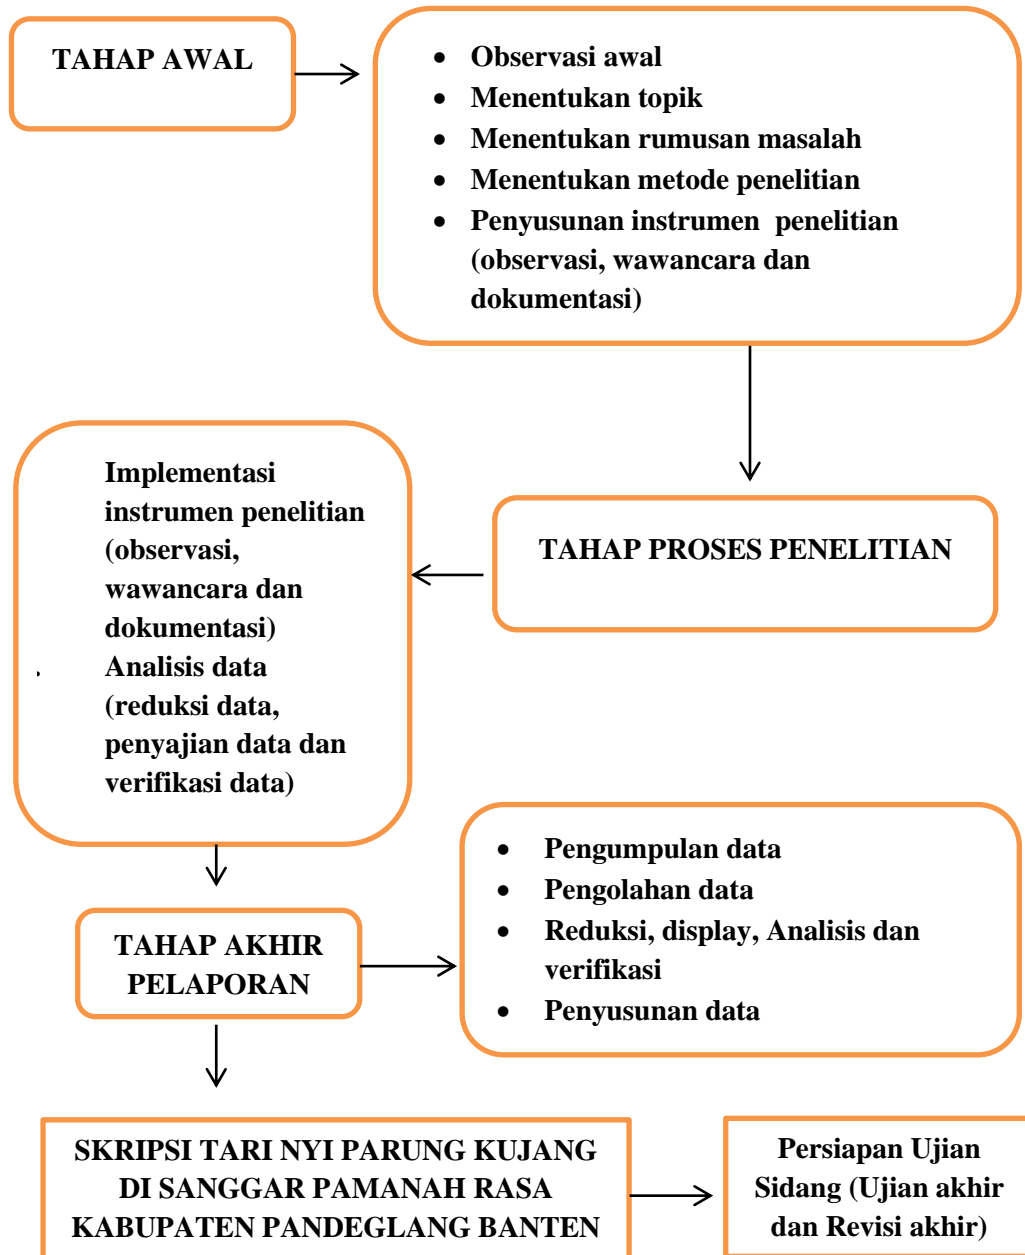 TAHAP AWAL
• Observasi awal
• Menentukan topik
• Menentukan rumusan masalah
• Menentukan metode penelitian
• Penyusunan instrumen penelitian
(observasi, wawancara dan
dokumentasi)
TAHAP PROSES PENELITIAN
Implementasi
instrumen penelitian
(observasi,
wawancara dan
dokumentasi)
Analisis data
(reduksi data,
penyajian data dan
verifikasi data)
TAHAP AKHIR
PELAPORAN
• Pengumpulan data
• Pengolahan data
• Reduksi, display, Analisis dan
verifikasi
• Penyusunan data
SKRIPSI TARI NYI PARUNG KUJANG
DI SANGGAR PAMANAH RASA
KABUPATEN PANDEGLANG BANTEN
Persiapan Ujian
Sidang (Ujian akhir
dan Revisi akhir)